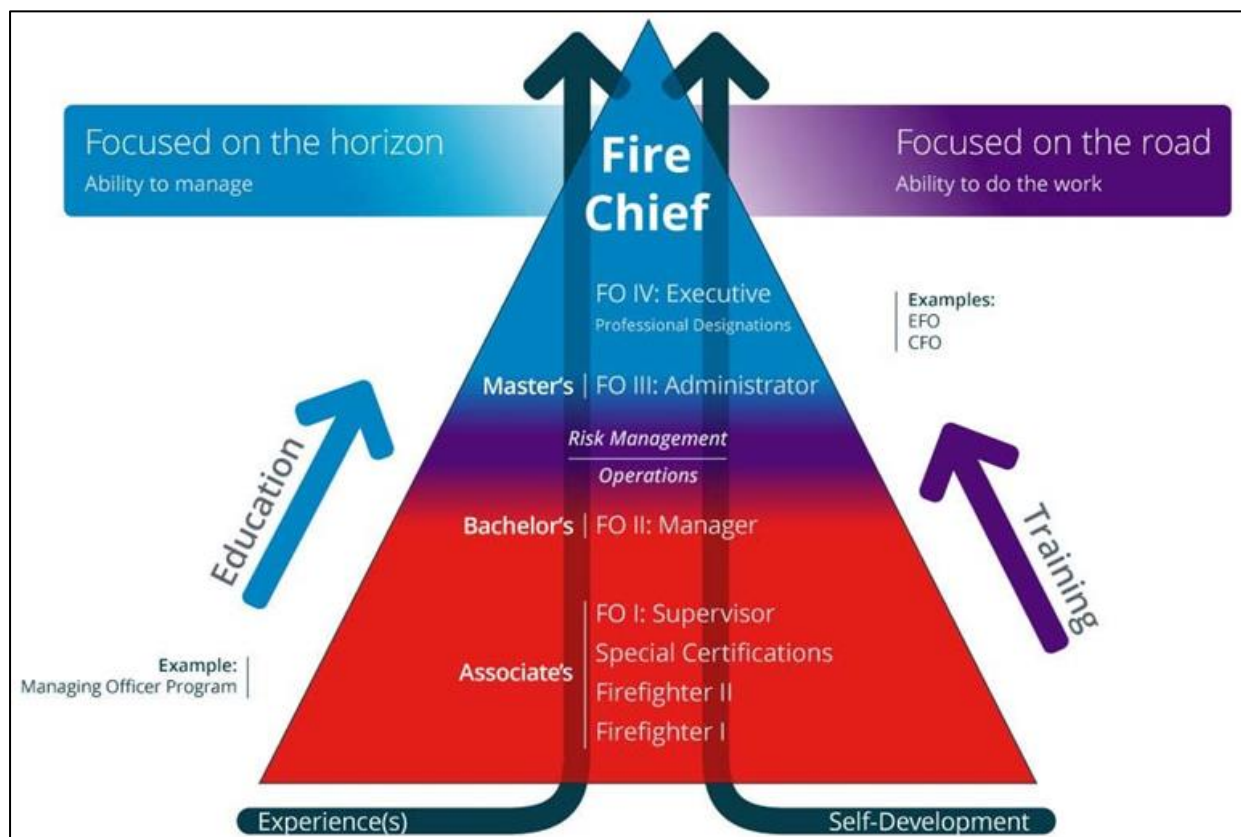 Focused on the horizon
Ability to manage
Focused on the road
Ability to do the work
Fire
Chief
FO IV: Executive
Professional Designations
Examples:
EFO
CFO
Master's | FO III: Administrator
Risk Management
Operations
Education
Training
Bachelor's | FO II: Manager
FO I: Supervisor
Special Certifications
Associate's
Firefighter II
Firefighter I
Example:
Managing Officer Program
Experience(s)
Self-Development